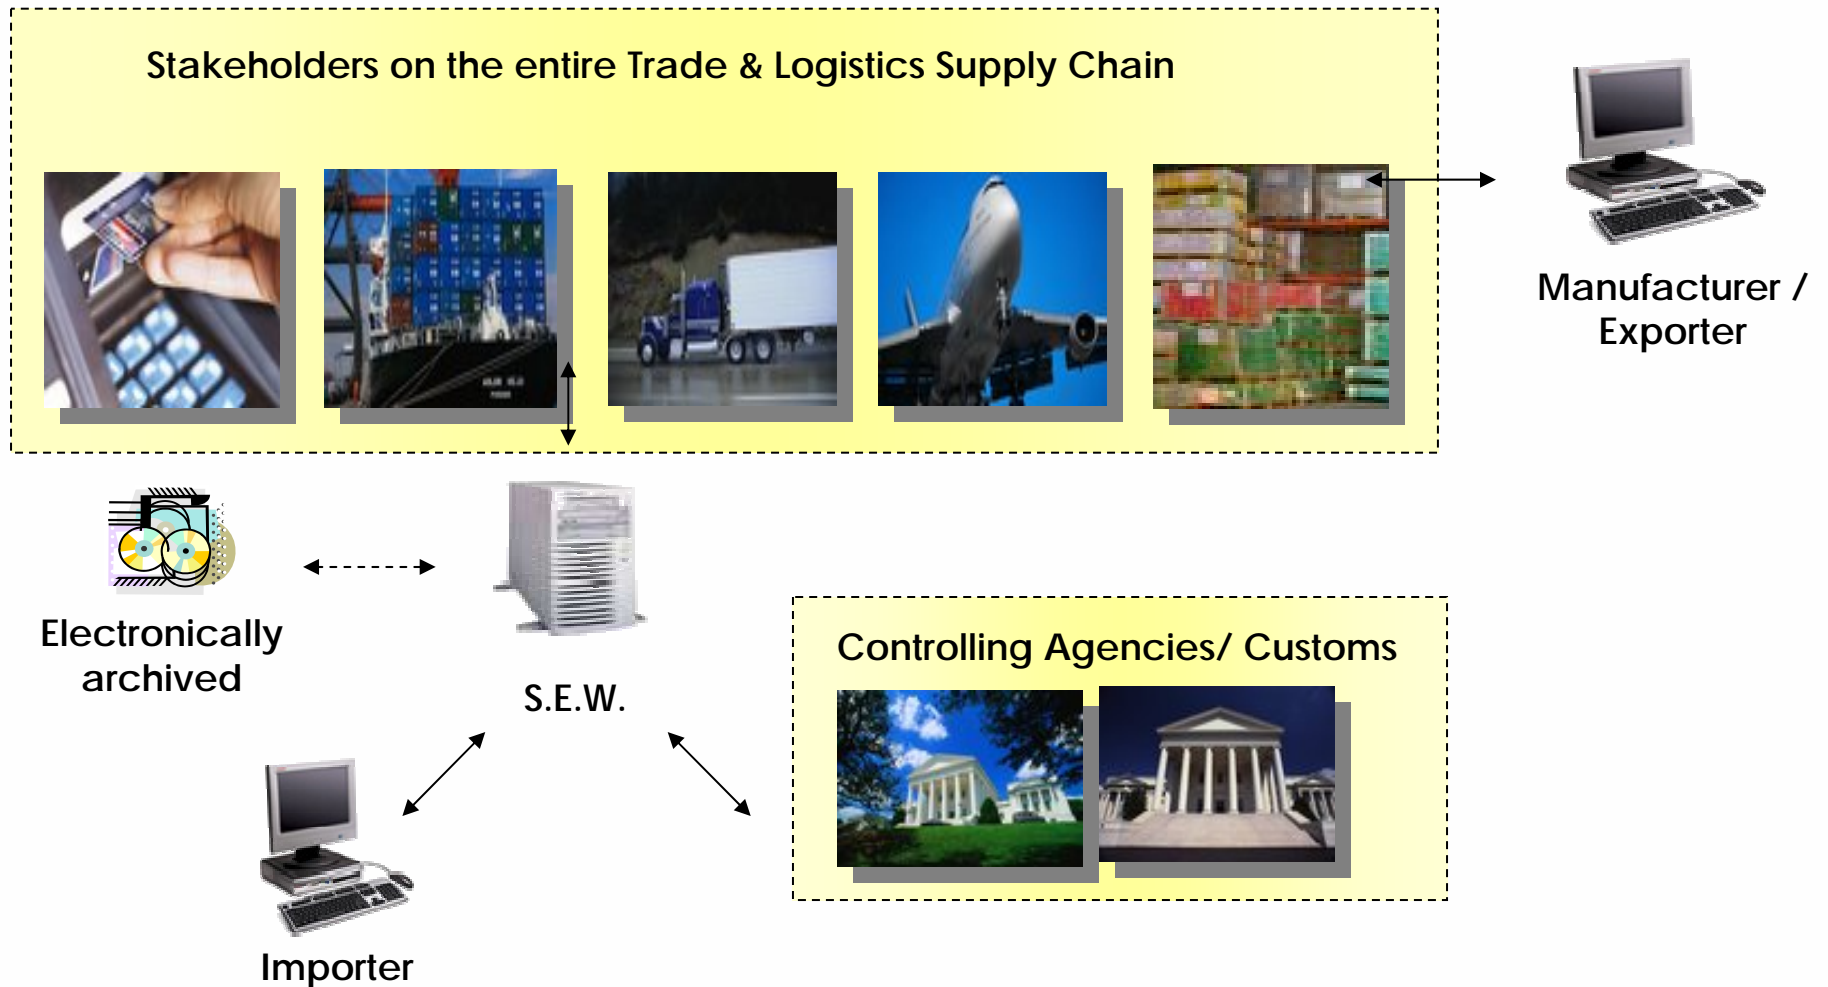 Stakeholders on the entire Trade & Logistics Supply Chain
Manufacturer /
Exporter
Electronically
archived
S.E.W.
Controlling Agencies/ Customs
Importer